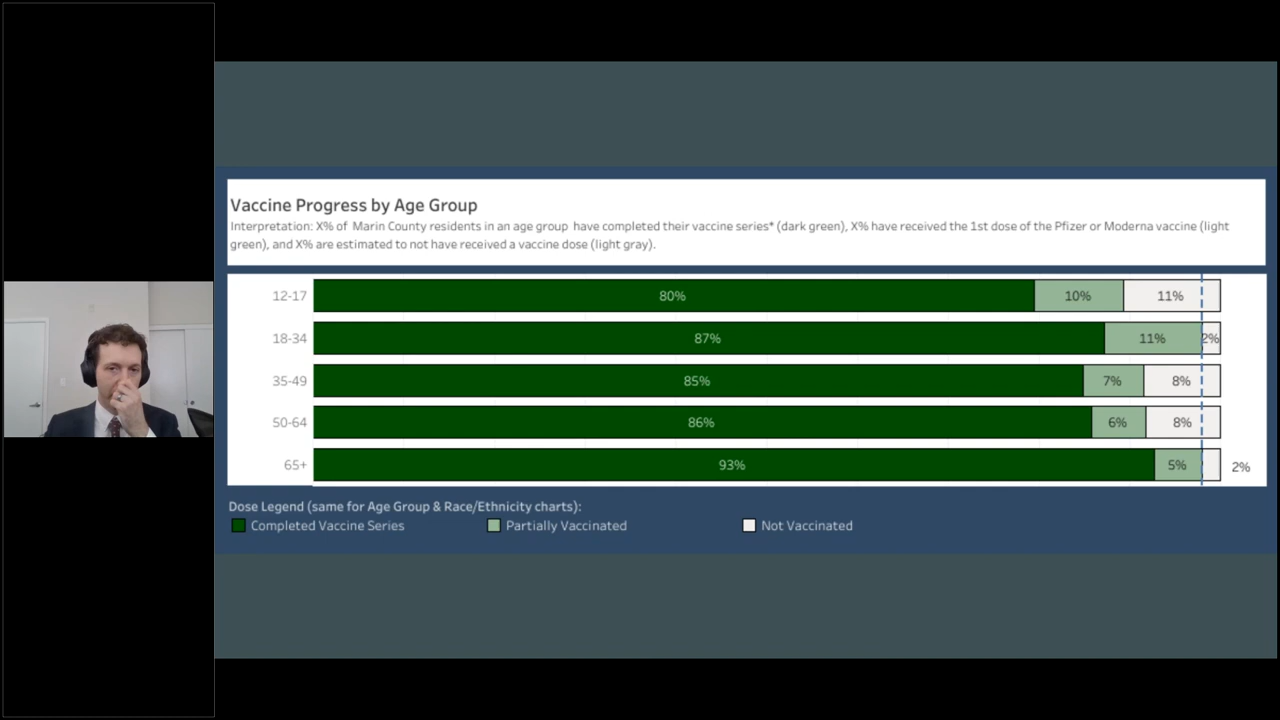 Vaccine Progress by Age Group
Interpretation: X% of Marin County residents in an age group have completed their vaccine series* (dark green), X% have received the 1st dose of the Pfizer or Moderna vaccine (light
green), and X% are estimated to not have received a vaccine dose (light gray).
12-17 80% 10% 11%
18-34 87% 11% 2%
35-49 85% 7% 8%
50-64 86% 6% 8%
65+ 93% 5% 2%
Dose Legend (same for Age Group & Race/Ethnicity charts):
Completed Vaccine Series Partially Vaccinated Not Vaccinated